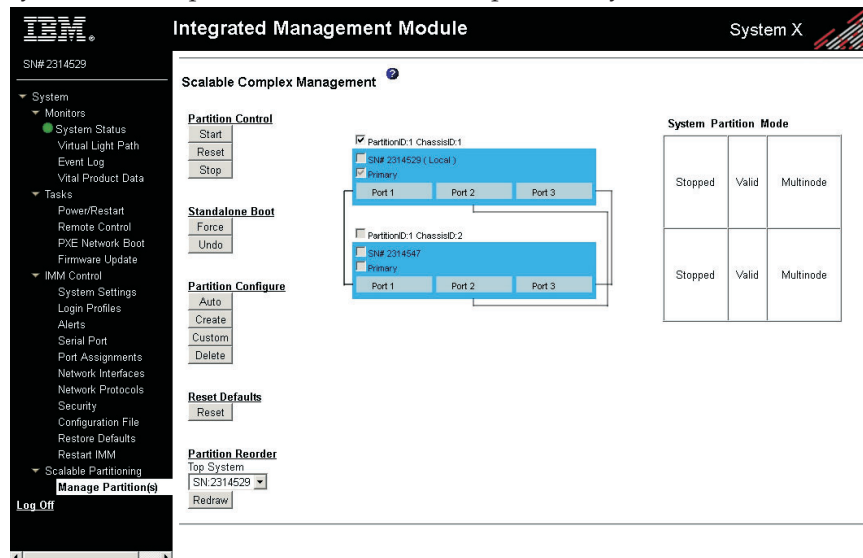 IBM.
Integrated Management Module
System X
SN# 2314529
System
Monitors
System Status
Virtual Light Path
Event Log
Vital Product Data
Tasks
Power/Restart
Remote Control
PXE Network Boot
Firmware Update
IMM Control
System Settings
Login Profiles
Alerts
Serial Port
Port Assignments
Network Interfaces
Network Protocols
Security
Configuration File
Restore Defaults
Restart IMM
Scalable Partitioning
Manage Partition(s)
Log Off
Scalable Complex Management ?
Partition Control
Start
Reset
Stop
Standalone Boot
Force
Undo
Partition Configure
Auto
Create
Custom
Delete
Reset Defaults
Reset
Partition Reorder
Top System
SN:2314529
Redraw
PartitionID:1 ChassisID:1
SN# 2314529 ( Local )
Primary
Port 1 Port 2 Port 3
PartitionID:1 ChassisID:2
SN# 2314547
Primary
Port 1 Port 2 Port 3
System Partition Mode
Stopped Valid Multinode
Stopped Valid Multinode